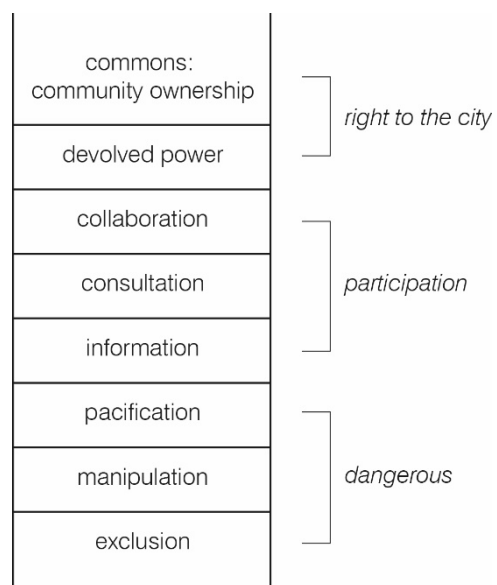 commons:
community ownership
right to the city
devolved power
collaboration
consultation
participation
information
pacification
manipulation
dangerous
exclusion